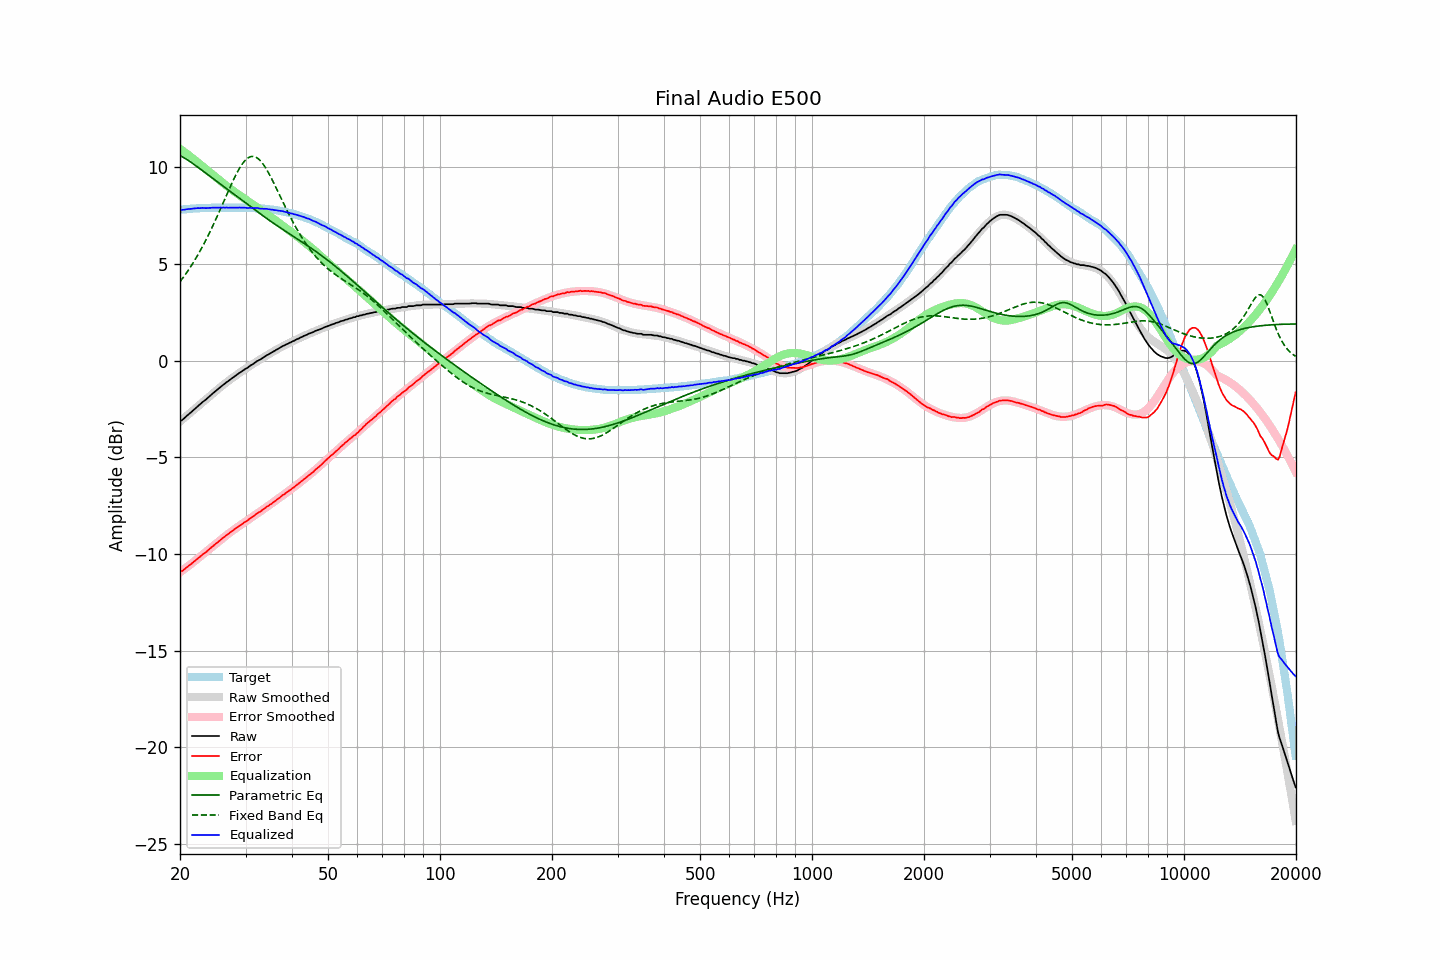 Final Audio E500
10
5
0
−5
−10
−15
−20
−25
Amplitude (dBr)
Target
Raw Smoothed
Error Smoothed
Raw
Error
Equalization
Parametric Eq
Fixed Band Eq
Equalized
20
50
100
200
500
1000
2000
5000
10000
20000
Frequency (Hz)